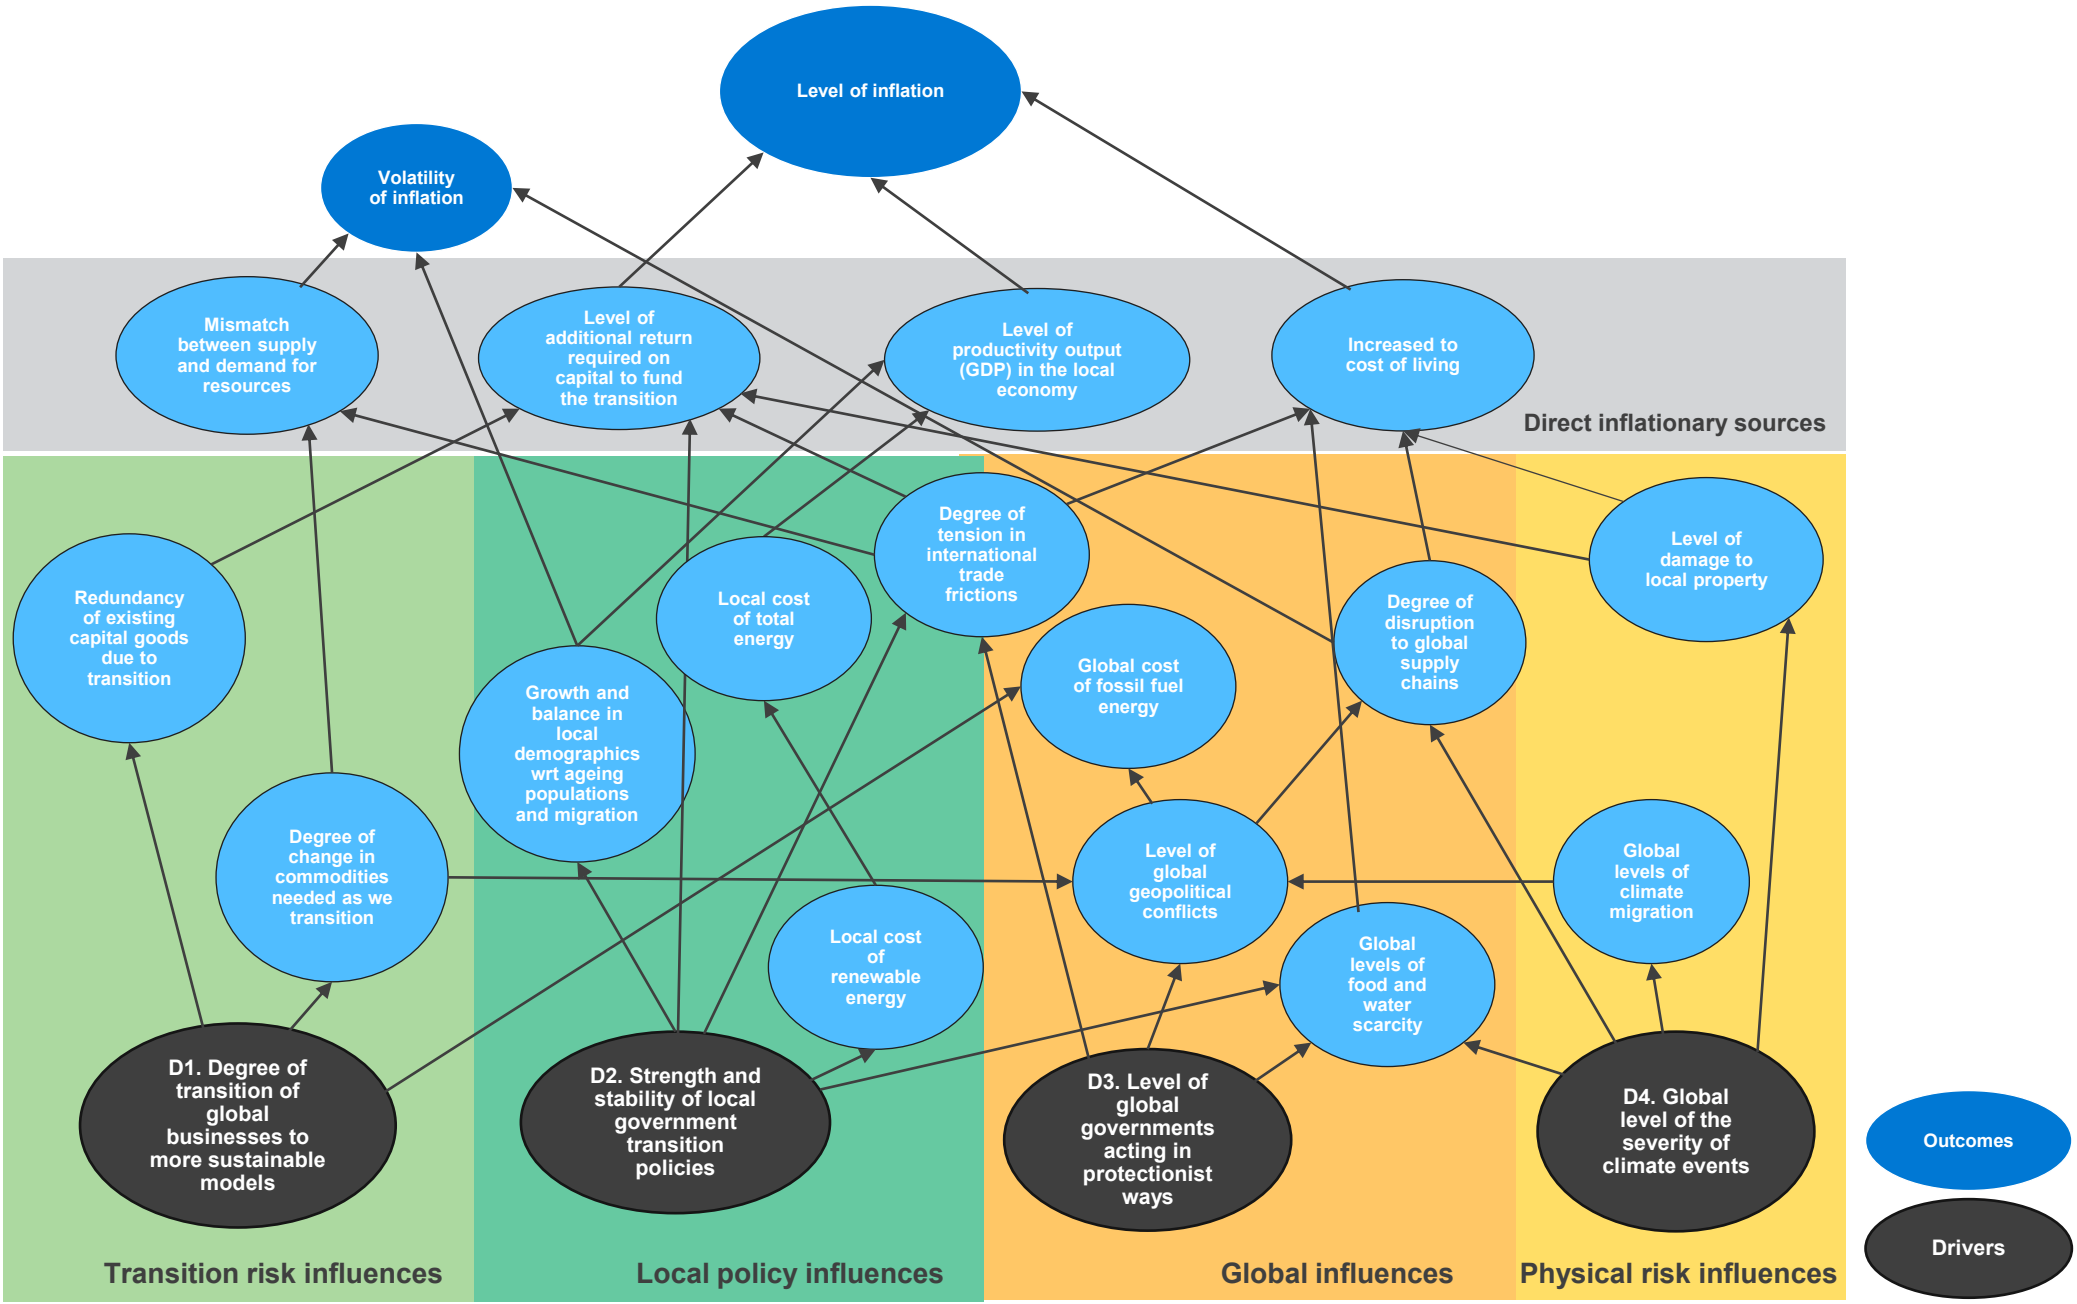 Level of inflation
Volatility
of inflation
Mismatch
between supply
and demand for
resources
Level of
additional return
required on
capital to fund
the transition
Level of
productivity output
(GDP) in the local
economy
Increased to
cost of living
Direct inflationary sources
Redundancy
of existing
capital goods
due to
transition
Degree of
change in
commodities
needed as we
transition
Growth and
balance in
local
demographics
wrt ageing
populations
and migration
Local cost
of total
energy
Degree of
tension in
international
trade
frictions
Local cost
of
renewable
energy
Global cost
of fossil fuel
energy
Degree of
disruption
to global
supply
chains
Level of
global
geopolitical
conflicts
Global
levels of
food and
water
scarcity
Level of
damage to
local property
Global
levels of
climate
migration
D1. Degree of
transition of
global
businesses to
more sustainable
models
D2. Strength and
stability of local
government
transition
policies
D3. Level of
global
governments
acting in
protectionist
ways
D4. Global
level of the
severity of
climate events
Outcomes
Drivers
Transition risk influences
Local policy influences
Global influences
Physical risk influences